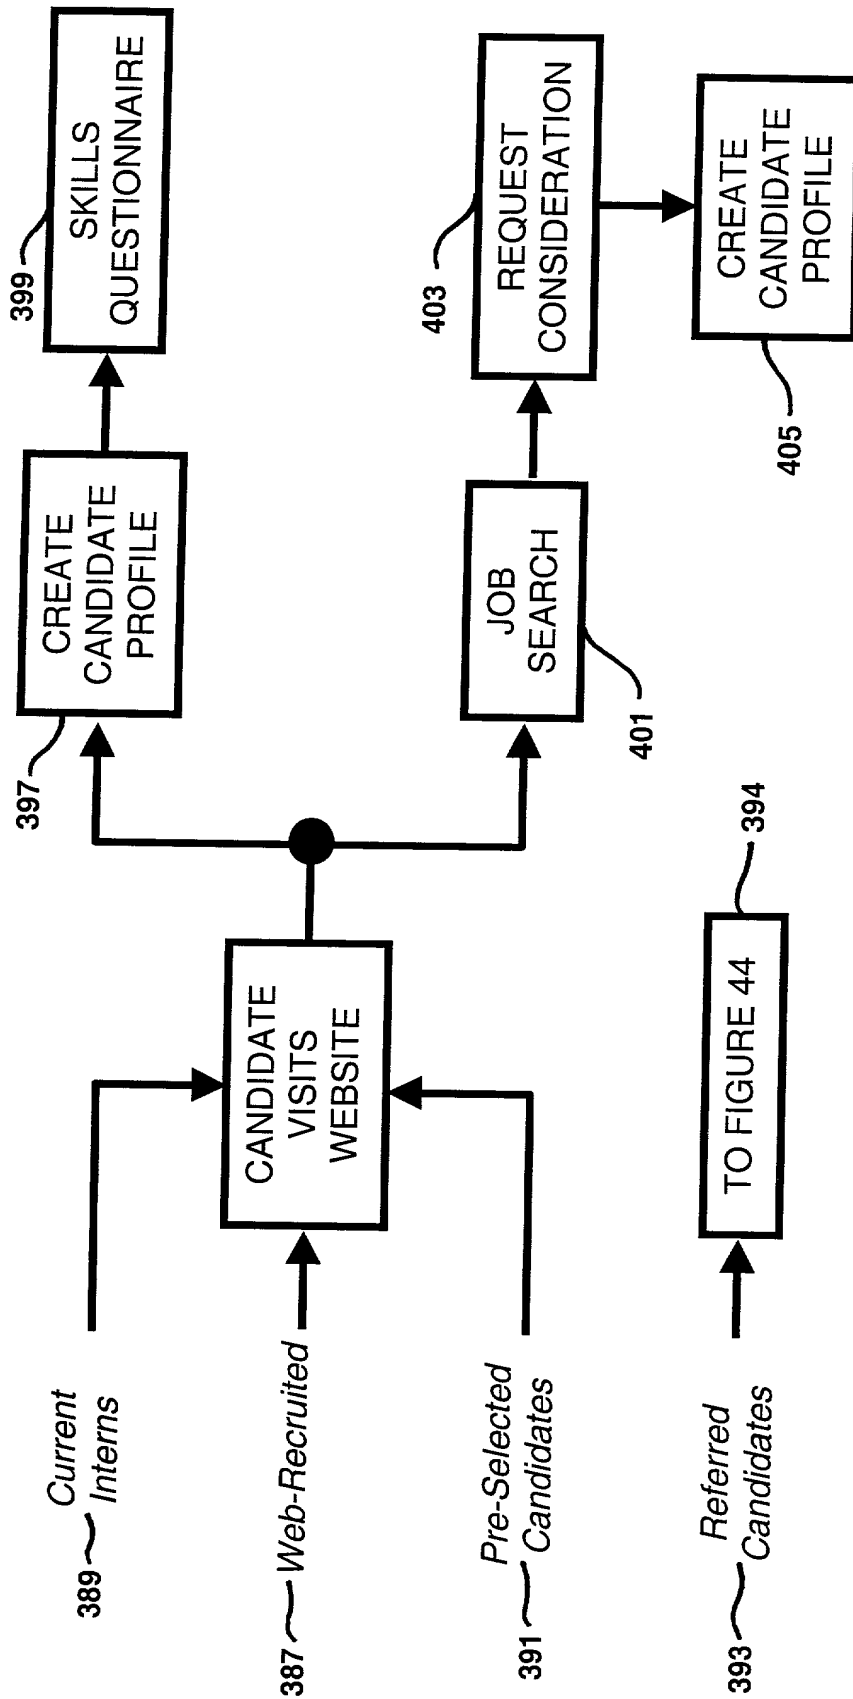 389
Current
Interns
387
Web-Recruited
391
Pre-Selected
Candidates
393
Referred
Candidates
CANDIDATE
VISITS
WEBSITE
TO FIGURE 44
394
397
CREATE
CANDIDATE
PROFILE
399
SKILLS
QUESTIONNAIRE
JOB
SEARCH
401
403
REQUEST
CONSIDERATION
405
CREATE
CANDIDATE
PROFILE